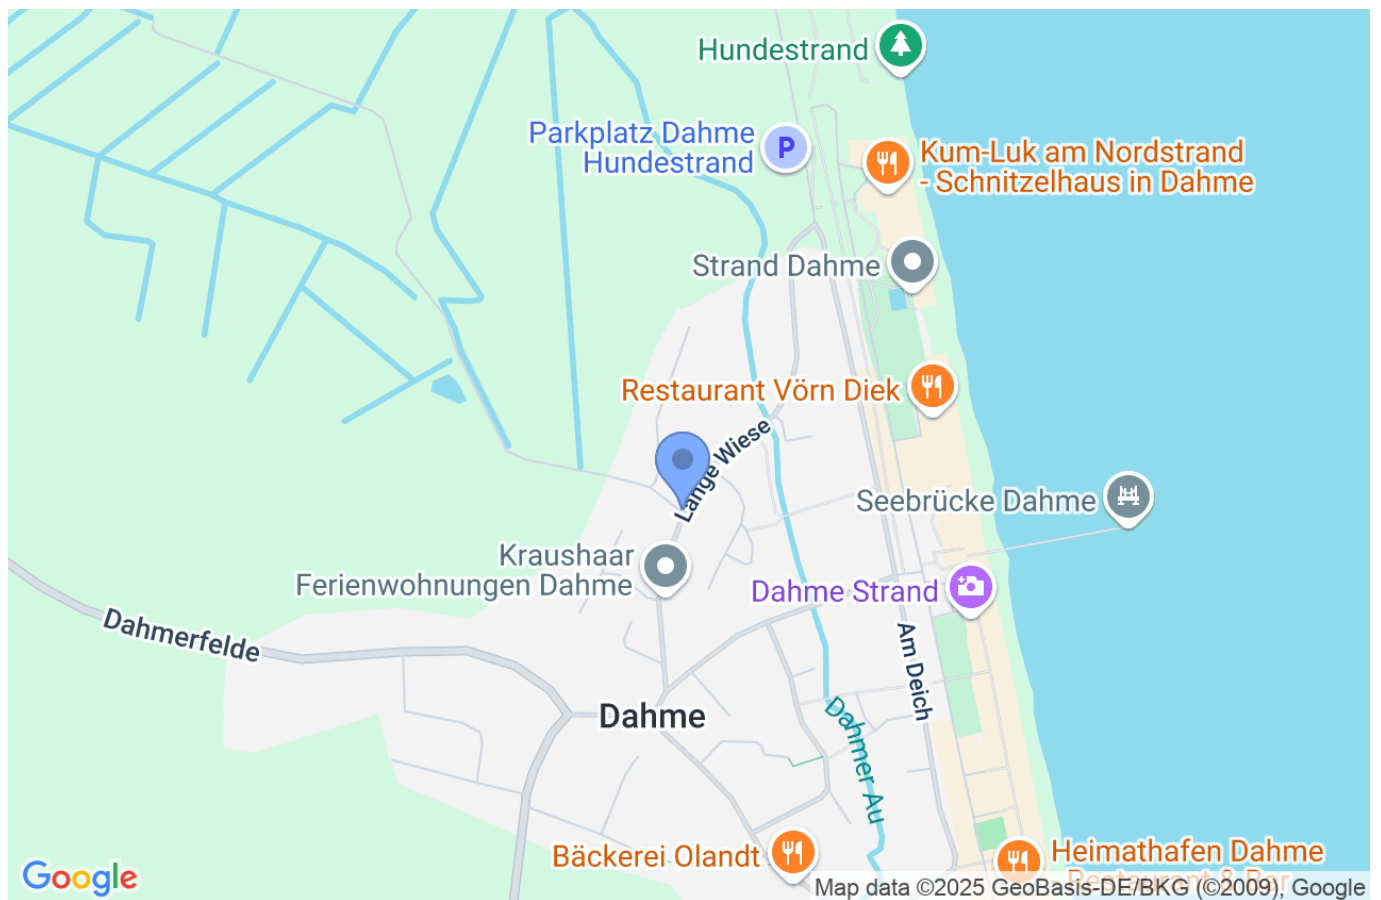 Hundestrand
Parkplatz Dahme
Hundestrand
P
Kum-Luk am Nordstrand
- Schnitzelhaus in Dahme
Strand Dahme
Restaurant Vörn Diek
Lange Wiese
Seebrücke Dahme
Kraushaar
Ferienwohnungen Dahme
Dahme Strand
Dahmerfelde
Am Deich
Dahme
Dahmer Au
Bäckerei Olandt
Heimathafen Dahme
- Restaurant & Bar
Google
Map data ©2025 GeoBasis-DE/BKG (©2009), Google